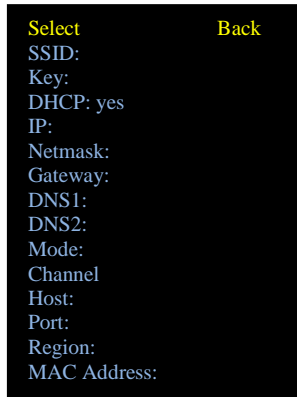 Select Back
SSID:
Key:
DHCP: yes
IP:
Netmask:
Gateway:
DNS1:
DNS2:
Mode:
Channel
Host:
Port:
Region:
MAC Address: